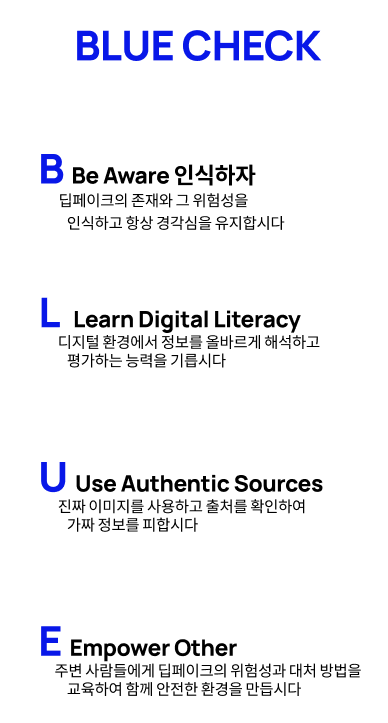 BLUE CHECK
B Be Aware 인식하자
딥페이크의 존재와 그 위험성을
인식하고 항상 경각심을 유지합시다
L Learn Digital Literacy
디지털 환경에서 정보를 올바르게 해석하고
평가하는 능력을 기릅시다
U Use Authentic Sources
진짜 이미지를 사용하고 출처를 확인하여
가짜 정보를 피합시다
E Empower Other
주변 사람들에게 딥페이크의 위험성과 대처 방법을
교육하여 함께 안전한 환경을 만듭시다